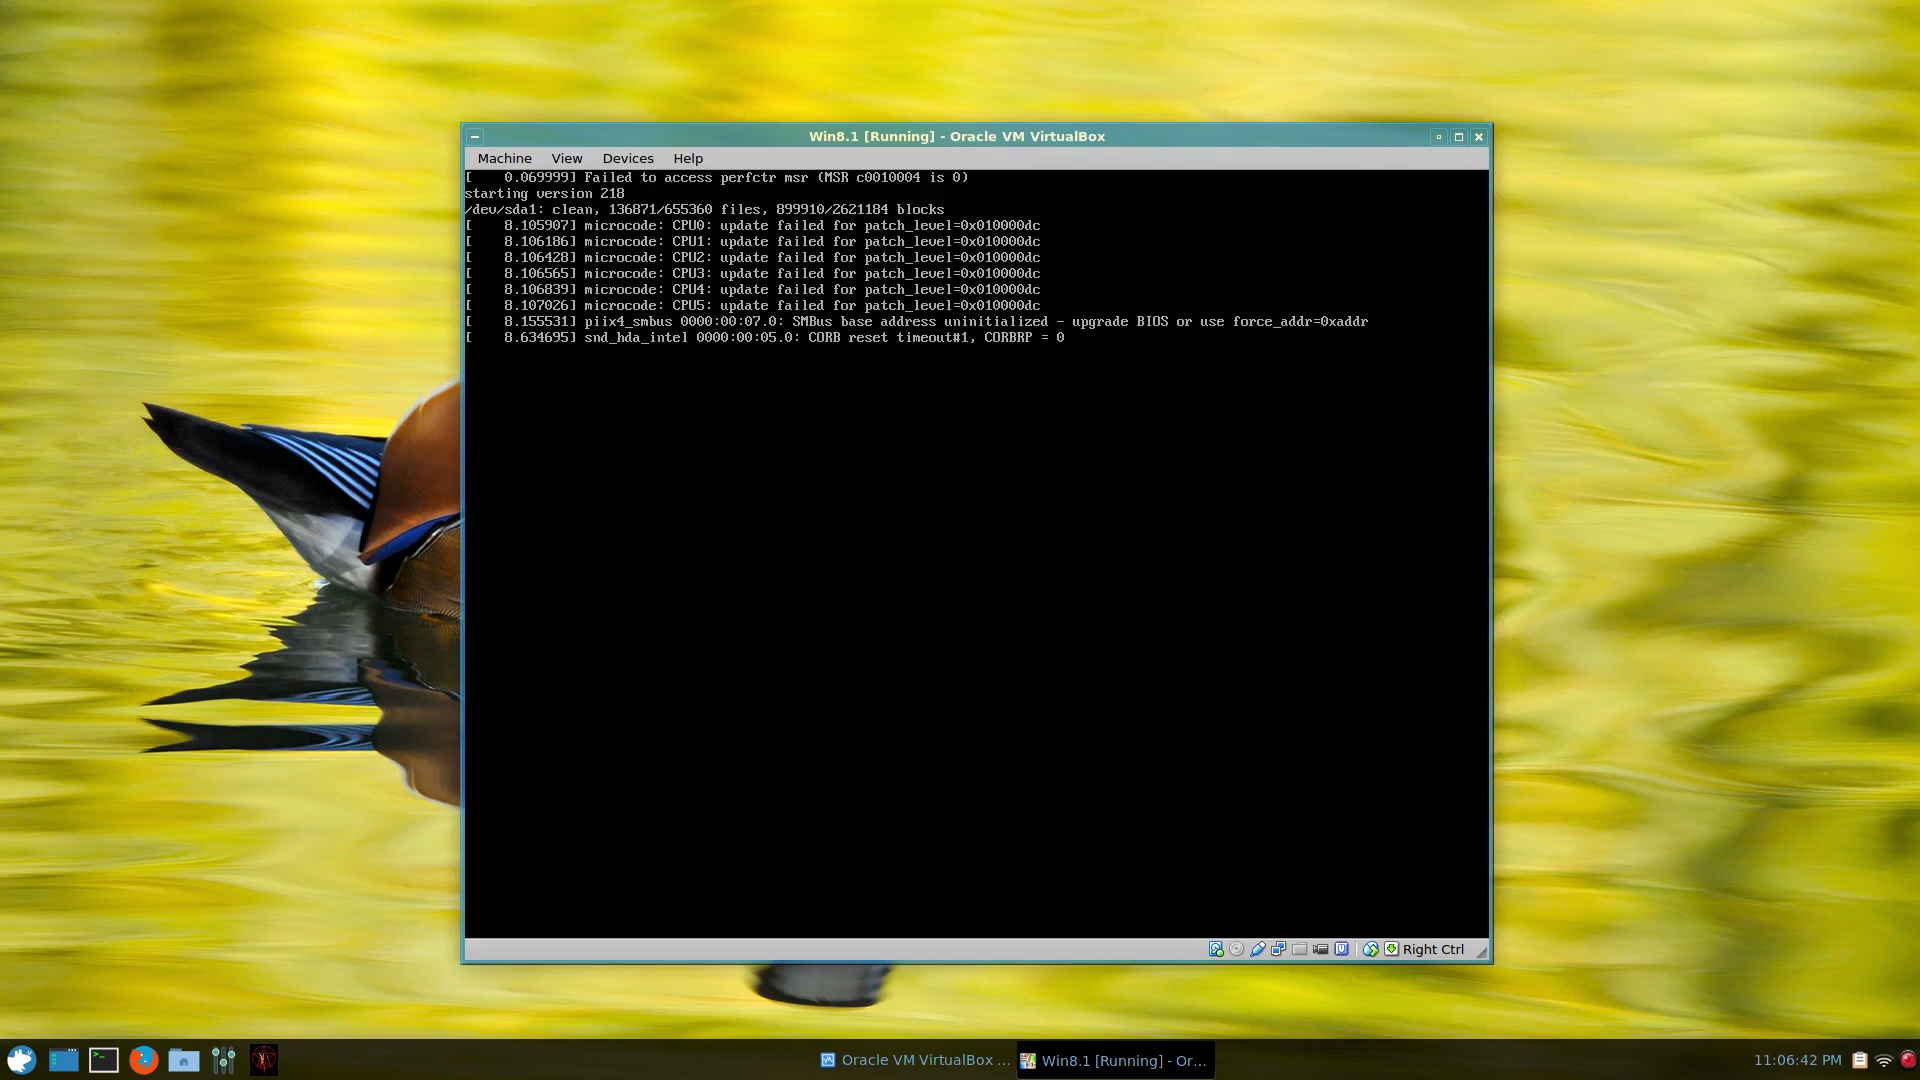 Win8.1 [Running] - Oracle VM VirtualBox
Machine View Devices Help
[    0.069999] Failed to access perfctr msr (MSR c0010004 is 0)
starting version 218
/dev/sda1: clean, 136871/655360 files, 899910/2621184 blocks
[    8.105907] microcode: CPU0: update failed for patch_level=0x010000dc
[    8.106186] microcode: CPU1: update failed for patch_level=0x010000dc
[    8.106428] microcode: CPU2: update failed for patch_level=0x010000dc
[    8.106565] microcode: CPU3: update failed for patch_level=0x010000dc
[    8.106839] microcode: CPU4: update failed for patch_level=0x010000dc
[    8.107026] microcode: CPU5: update failed for patch_level=0x010000dc
[    8.155531] piix4_smbus 0000:00:07.0: SMBus base address uninitialized - upgrade BIOS or use force_addr=0xaddr
[    8.634695] snd_hda_intel 0000:00:05.0: CORB reset timeout#1, CORBRP = 0
Right Ctrl
Oracle VM VirtualBox ... Win8.1 [Running] - Or... 11:06:42 PM